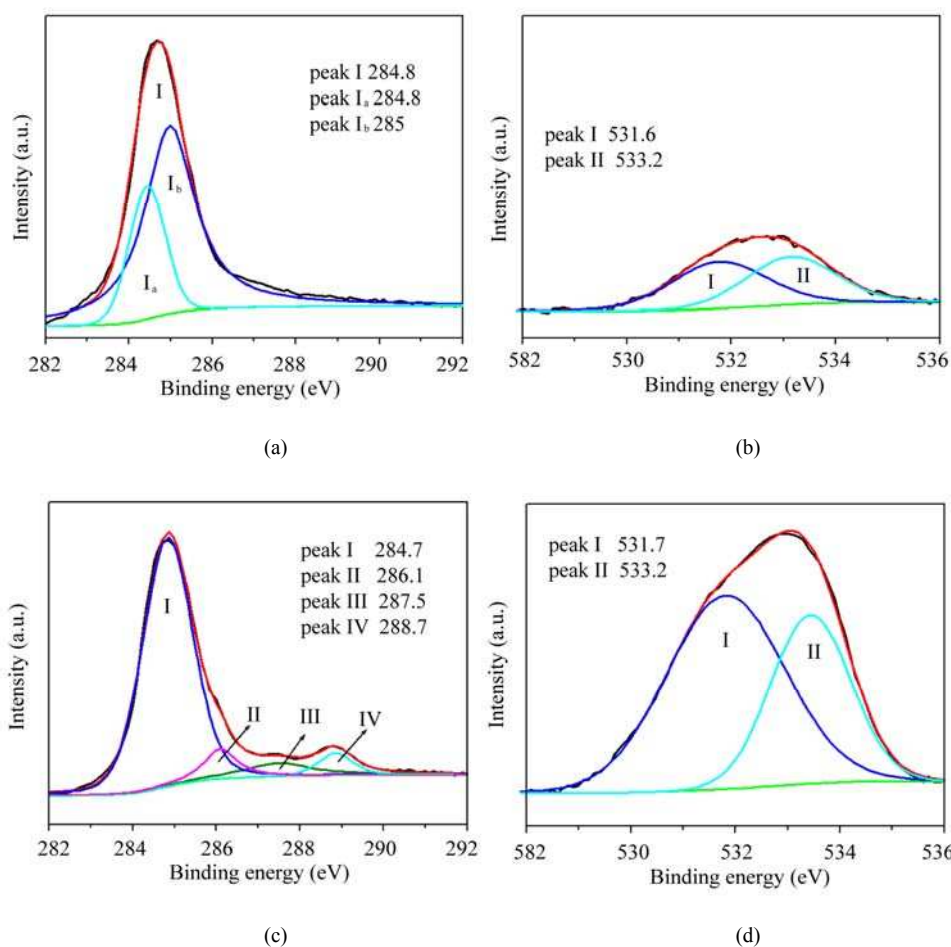 peak I 284.8
peak Iₐ 284.8
peak I_b 285
I
I_b
Iₐ
Intensity (a.u.)
282 284 286 288 290 292
Binding energy (eV)
(a)
peak I 531.6
peak II 533.2
I
II
Intensity (a.u.)
582 530 532 534 536
Binding energy (eV)
(b)
peak I 284.7
peak II 286.1
peak III 287.5
peak IV 288.7
I
II III IV
Intensity (a.u.)
282 284 286 288 290 292
Binding energy (eV)
(c)
peak I 531.7
peak II 533.2
I
II
Intensity (a.u.)
582 530 532 534 536
Binding energy (eV)
(d)